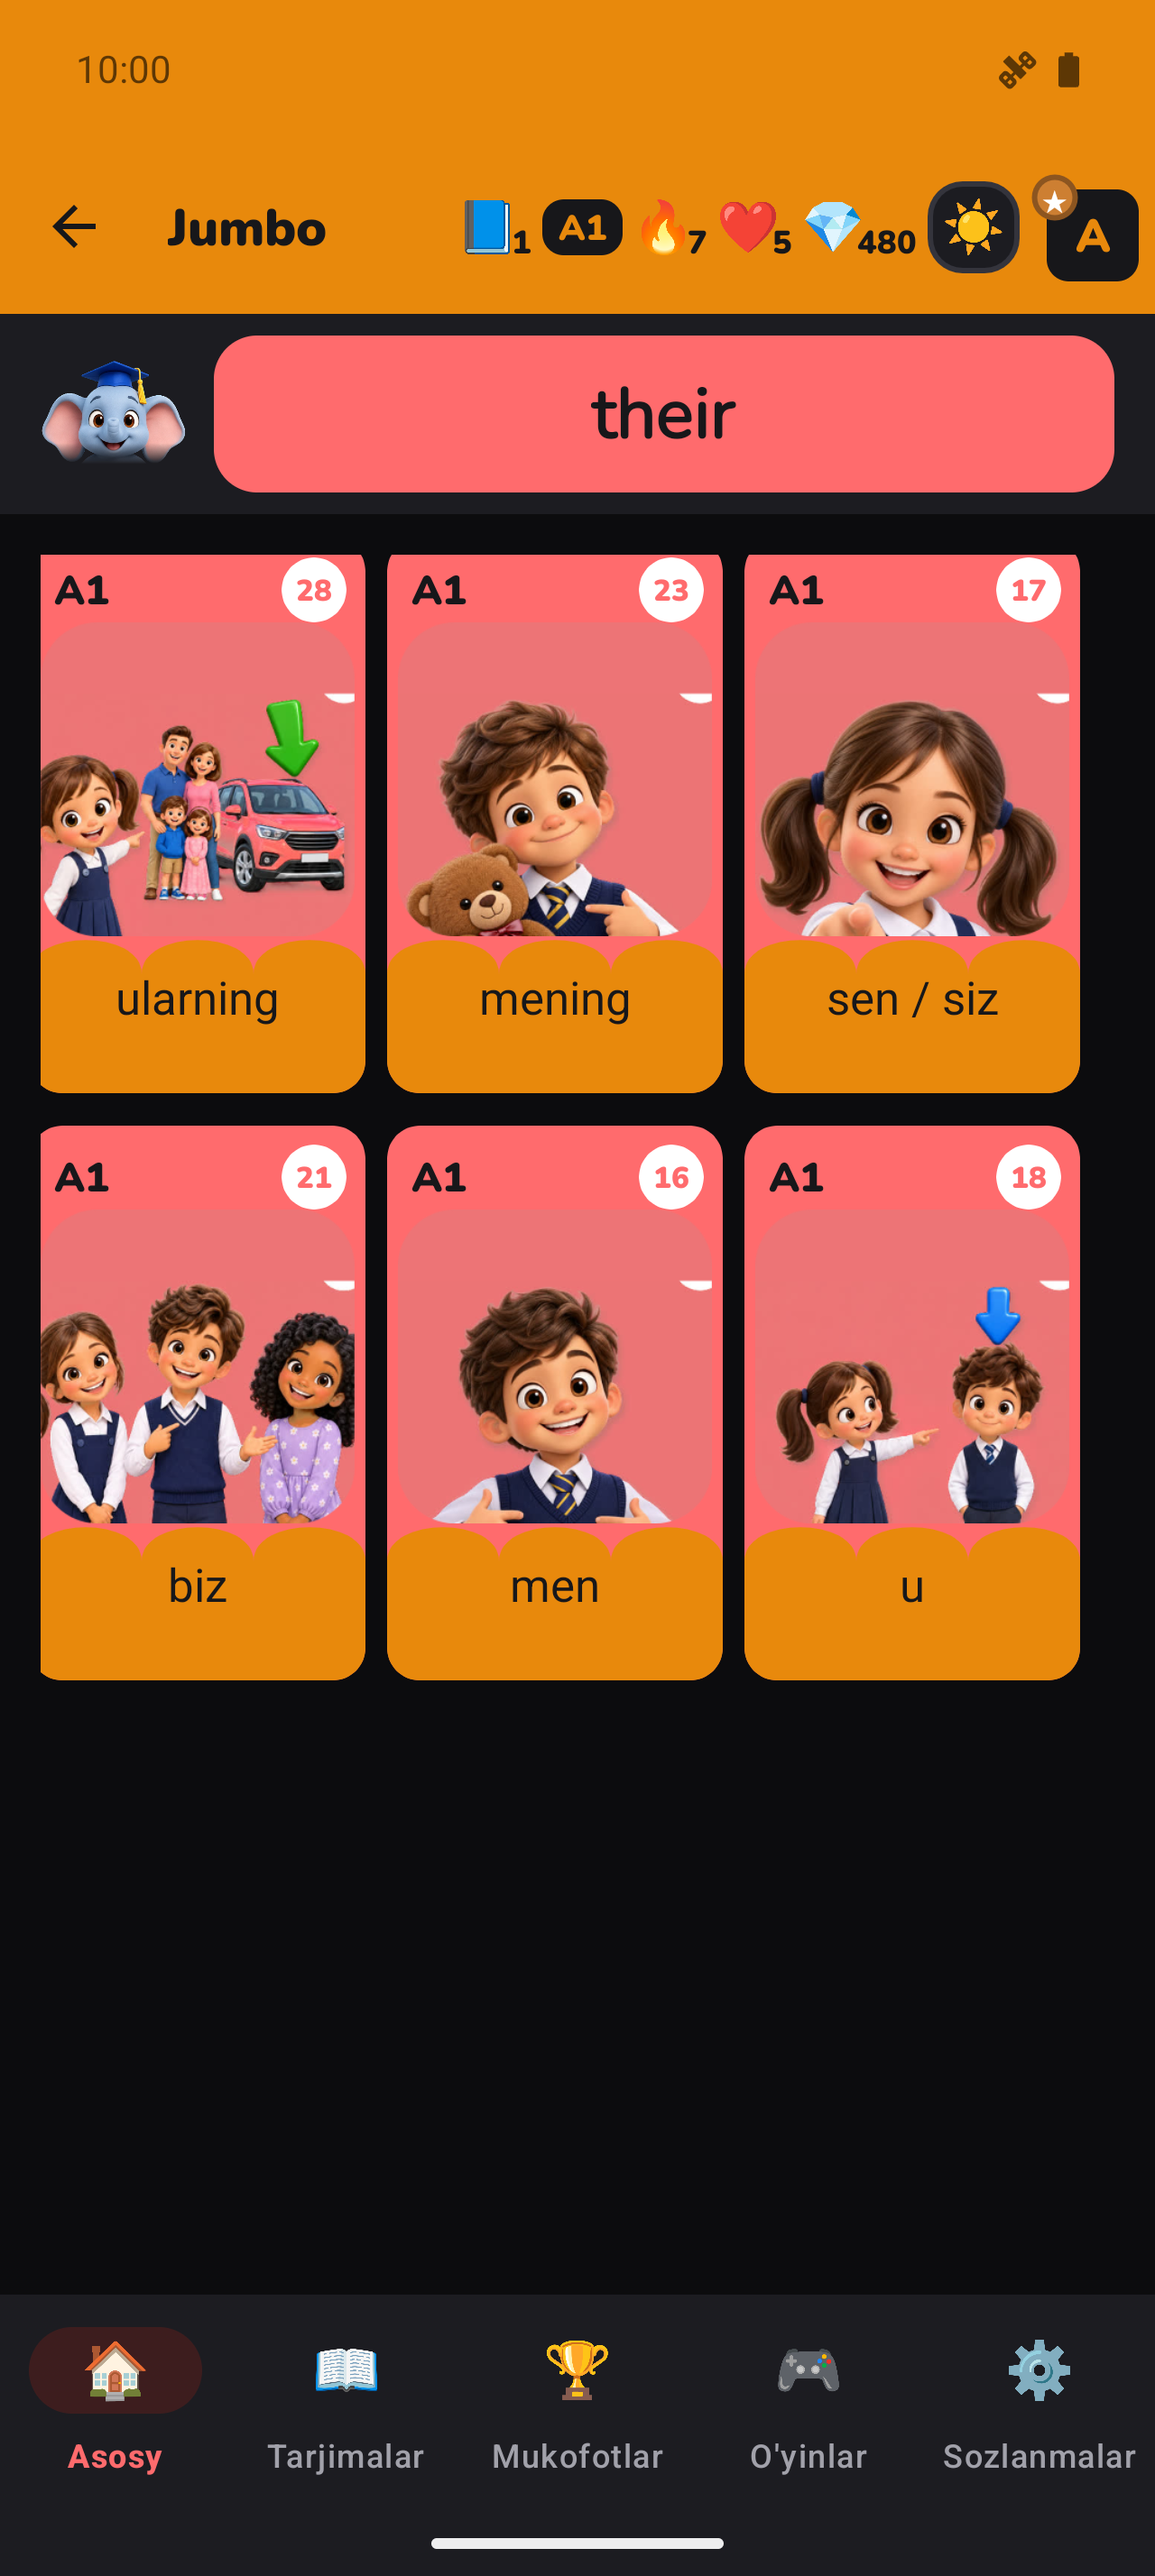 10:00
Jumbo 1 A1 7 5 480 A
their
A1 28 A1 23 A1 17
ularning mening sen / siz
A1 21 A1 16 A1 18
biz men u
Asosy Tarjimalar Mukofotlar O'yinlar Sozlanmalar